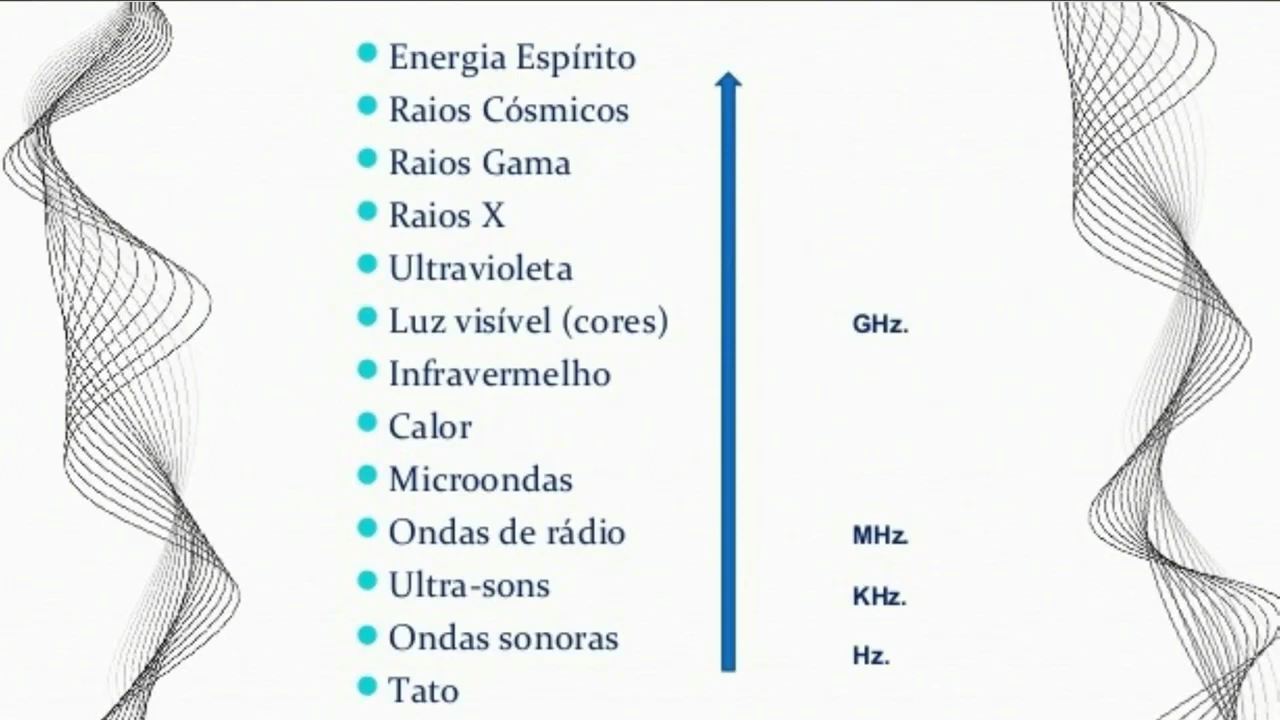 Energia Espírito
Raios Cósmicos
Raios Gama
Raios X
Ultravioleta
Luz visível (cores) GHz.
Infravermelho
Calor
Microondas
Ondas de rádio MHz.
Ultra-sons KHz.
Ondas sonoras Hz.
Tato